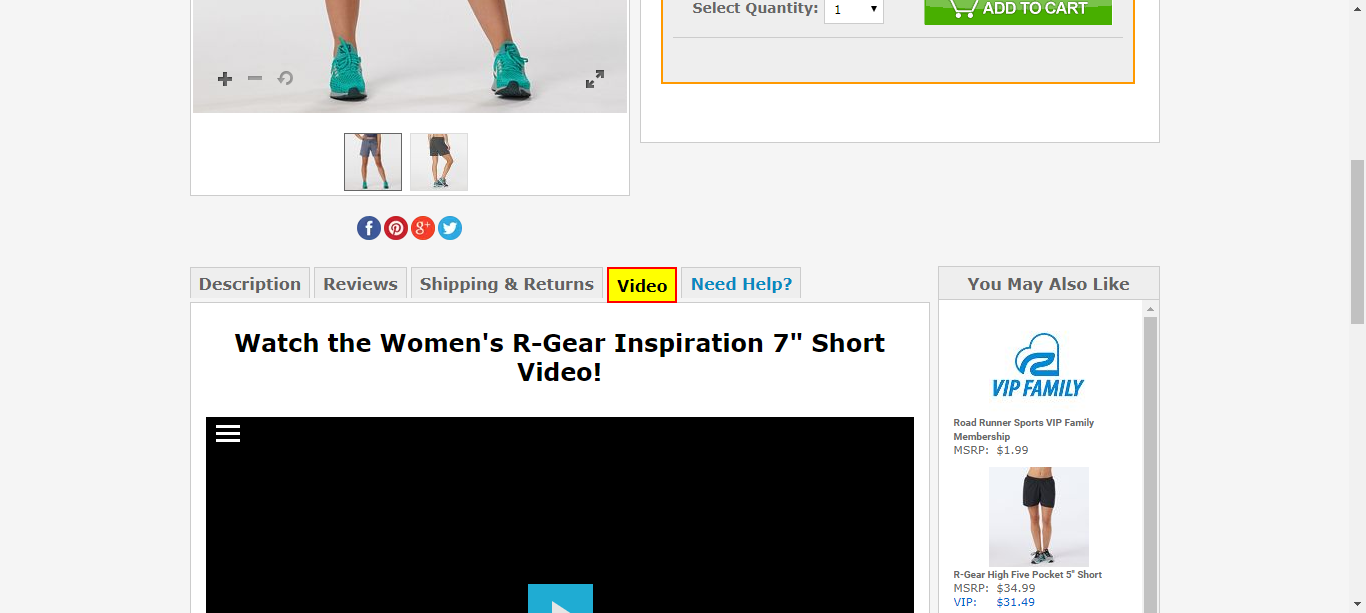 Select Quantity: 1
ADD TO CART
f g+
Description Reviews Shipping & Returns Video Need Help?
You May Also Like
Watch the Women's R-Gear Inspiration 7" Short
Video!
VIP FAMILY
Road Runner Sports VIP Family
Membership
MSRP: $1.99
R-Gear High Five Pocket 5" Short
MSRP: $34.99
VIP: $31.49